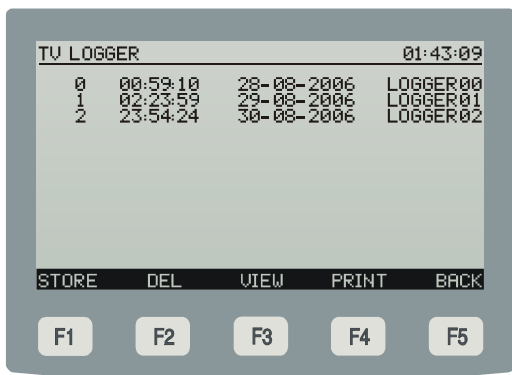 TV LOGGER 01:43:09
0 00:59:10 28-08-2006 LOGGER00
1 02:23:59 29-08-2006 LOGGER01
2 23:54:24 30-08-2006 LOGGER02
STORE DEL VIEW PRINT BACK
F1 F2 F3 F4 F5